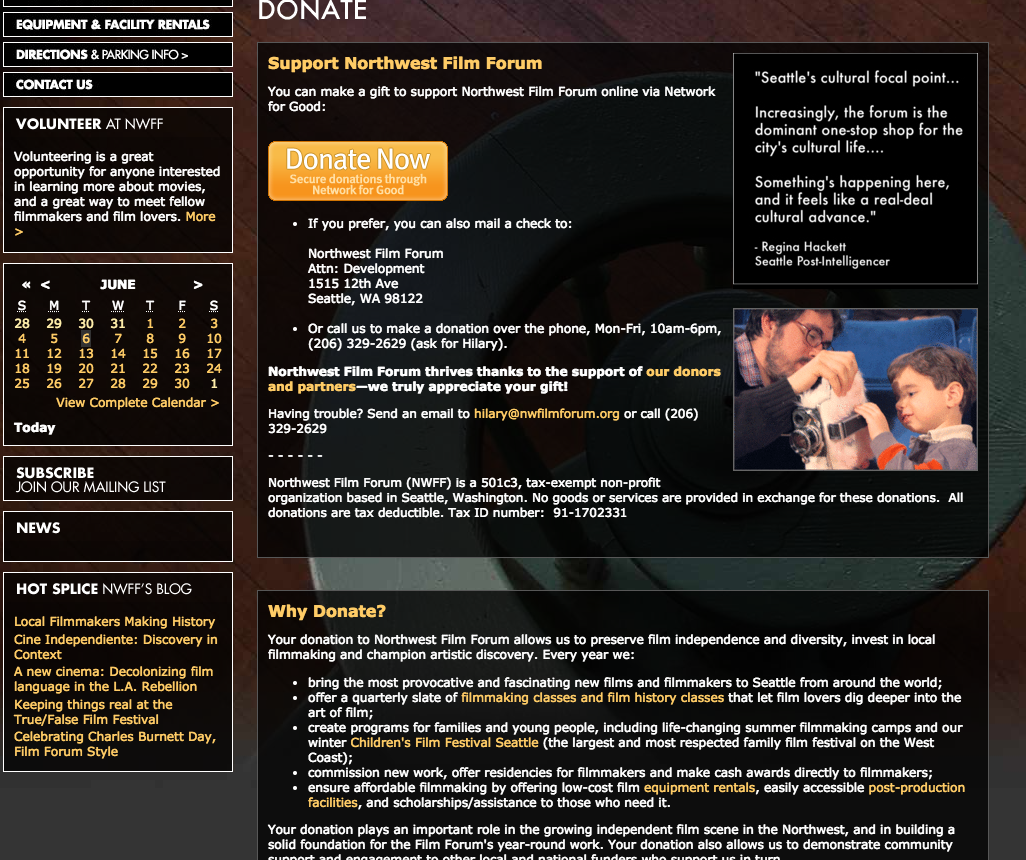 DONATE
EQUIPMENT & FACILITY RENTALS
DIRECTIONS & PARKING INFO >
CONTACT US
VOLUNTEER AT NWFF
Volunteering is a great
opportunity for anyone interested
in learning more about movies,
and a great way to meet fellow
filmmakers and film lovers. More
>
« < JUNE >
S M T W T F S
28 29 30 31 1 2 3
4 5 6 7 8 9 10
11 12 13 14 15 16 17
18 19 20 21 22 23 24
25 26 27 28 29 30 1
View Complete Calendar >
Today
SUBSCRIBE
JOIN OUR MAILING LIST
NEWS
HOT SPLICE NWFF'S BLOG
Local Filmmakers Making History
Cine Independiente: Discovery in
Context
A new cinema: Decolonizing film
language in the L.A. Rebellion
Keeping things real at the
True/False Film Festival
Celebrating Charles Burnett Day,
Film Forum Style
Support Northwest Film Forum
You can make a gift to support Northwest Film Forum online via Network
for Good:
Donate Now
Secure donations through
Network for Good
• If you prefer, you can also mail a check to:
Northwest Film Forum
Attn: Development
1515 12th Ave
Seattle, WA 98122
• Or call us to make a donation over the phone, Mon-Fri, 10am-6pm,
(206) 329-2629 (ask for Hilary).
Northwest Film Forum thrives thanks to the support of our donors
and partners—we truly appreciate your gift!
Having trouble? Send an email to hilary@nwfilmforum.org or call (206)
329-2629
- - - - - -
Northwest Film Forum (NWFF) is a 501c3, tax-exempt non-profit
organization based in Seattle, Washington. No goods or services are provided in exchange for these donations. All
donations are tax deductible. Tax ID number: 91-1702331
"Seattle's cultural focal point...
Increasingly, the forum is the
dominant one-stop shop for the
city's cultural life....
Something's happening here,
and it feels like a real-deal
cultural advance."
- Regina Hackett
Seattle Post-Intelligencer
Why Donate?
Your donation to Northwest Film Forum allows us to preserve film independence and diversity, invest in local
filmmaking and champion artistic discovery. Every year we:
• bring the most provocative and fascinating new films and filmmakers to Seattle from around the world;
• offer a quarterly slate of filmmaking classes and film history classes that let film lovers dig deeper into the
art of film;
• create programs for families and young people, including life-changing summer filmmaking camps and our
winter Children's Film Festival Seattle (the largest and most respected family film festival on the West
Coast);
• commission new work, offer residencies for filmmakers and make cash awards directly to filmmakers;
• ensure affordable filmmaking by offering low-cost film equipment rentals, easily accessible post-production
facilities, and scholarships/assistance to those who need it.
Your donation plays an important role in the growing independent film scene in the Northwest, and in building a
solid foundation for the Film Forum's year-round work. Your donation also allows us to demonstrate community
support and engagement to other local and national funders who support us in turn.